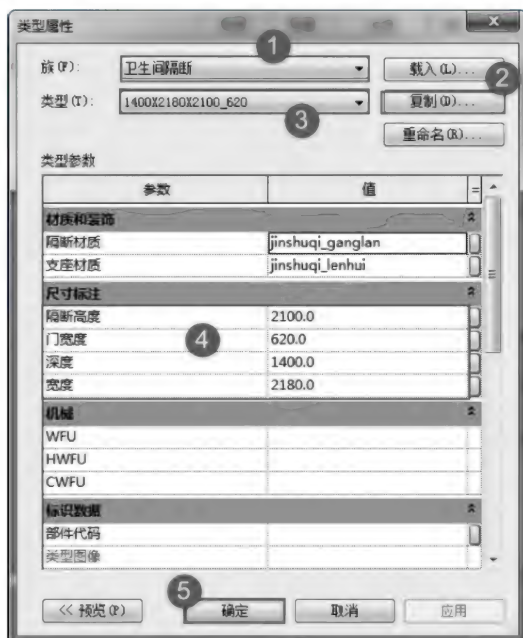 类型属性
1
族(F):
卫生间隔断
载入(L)...
2
类型(T):
1400X2180X2100_620
复制(D)...
3
重命名(R)...
类型参数
参数 值 =
材质和装饰
隔断材质 jinshuqi_ganglan
支座材质 jinshuqi_lenhui
尺寸标注
隔断高度 2100.0
门宽度 620.0
4
深度 1400.0
宽度 2180.0
机械
WFU
HWFU
CWFU
标识数据
部件代码
类型图像
5
<< 预览(P) 确定 取消 应用